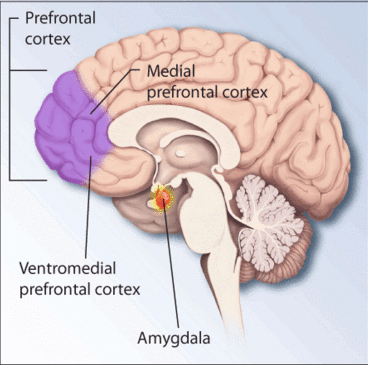 Prefrontal
cortex
Medial
prefrontal cortex
Ventromedial
prefrontal cortex
Amygdala